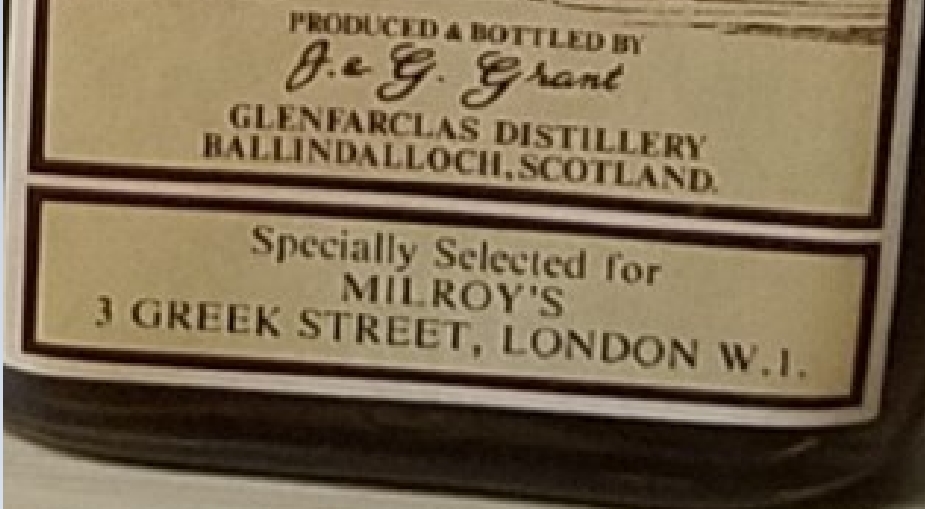 PRODUCED & BOTTLED BY
J. & G. Grant
GLENFARCLAS DISTILLERY
BALLINDALLOCH, SCOTLAND.
Specially Selected for
MILROY'S
3 GREEK STREET, LONDON W.1.